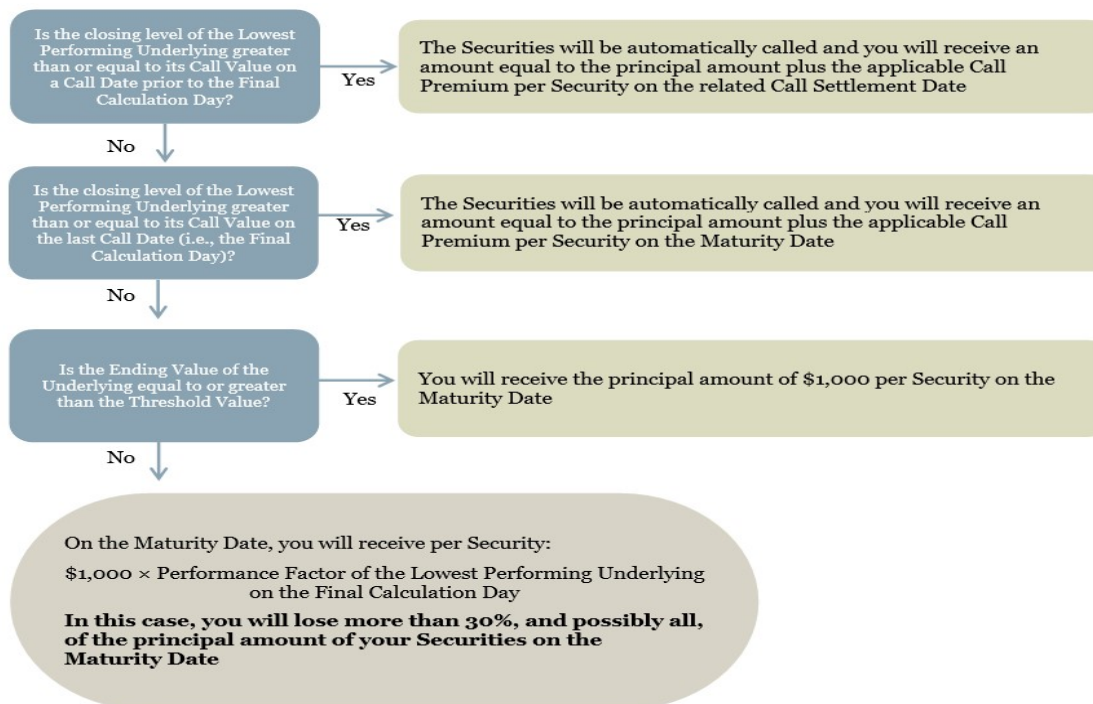 Is the closing level of the Lowest
Performing Underlying greater
than or equal to its Call Value on
a Call Date prior to the Final
Calculation Day?
Yes
The Securities will be automatically called and you will receive an
amount equal to the principal amount plus the applicable Call
Premium per Security on the related Call Settlement Date
No
Is the closing level of the Lowest
Performing Underlying greater
than or equal to its Call Value on
the last Call Date (i.e., the Final
Calculation Day)?
Yes
The Securities will be automatically called and you will receive an
amount equal to the principal amount plus the applicable Call
Premium per Security on the Maturity Date
No
Is the Ending Value of the
Underlying equal to or greater
than the Threshold Value?
Yes
You will receive the principal amount of $1,000 per Security on the
Maturity Date
No
On the Maturity Date, you will receive per Security:
$1,000 × Performance Factor of the Lowest Performing Underlying
on the Final Calculation Day
In this case, you will lose more than 30%, and possibly all,
of the principal amount of your Securities on the
Maturity Date